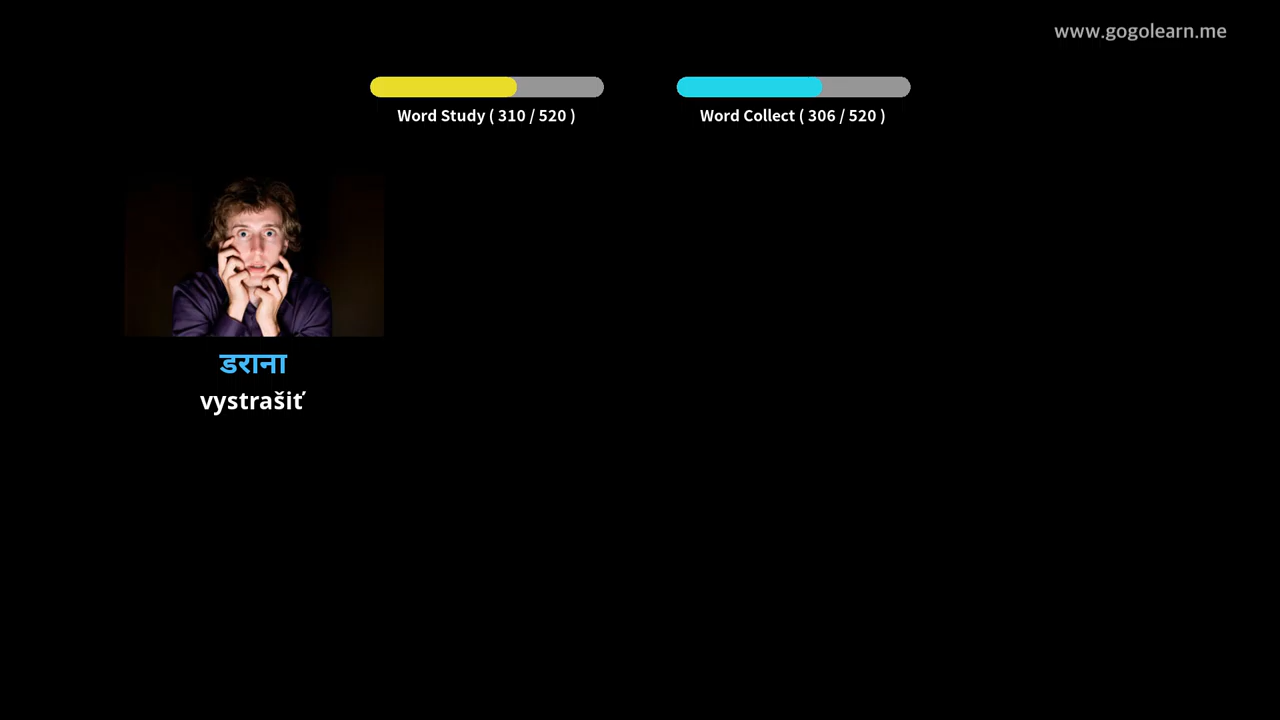 www.gogolearn.me
Word Study ( 310 / 520 )
Word Collect ( 306 / 520 )
डराना
vystrašiť